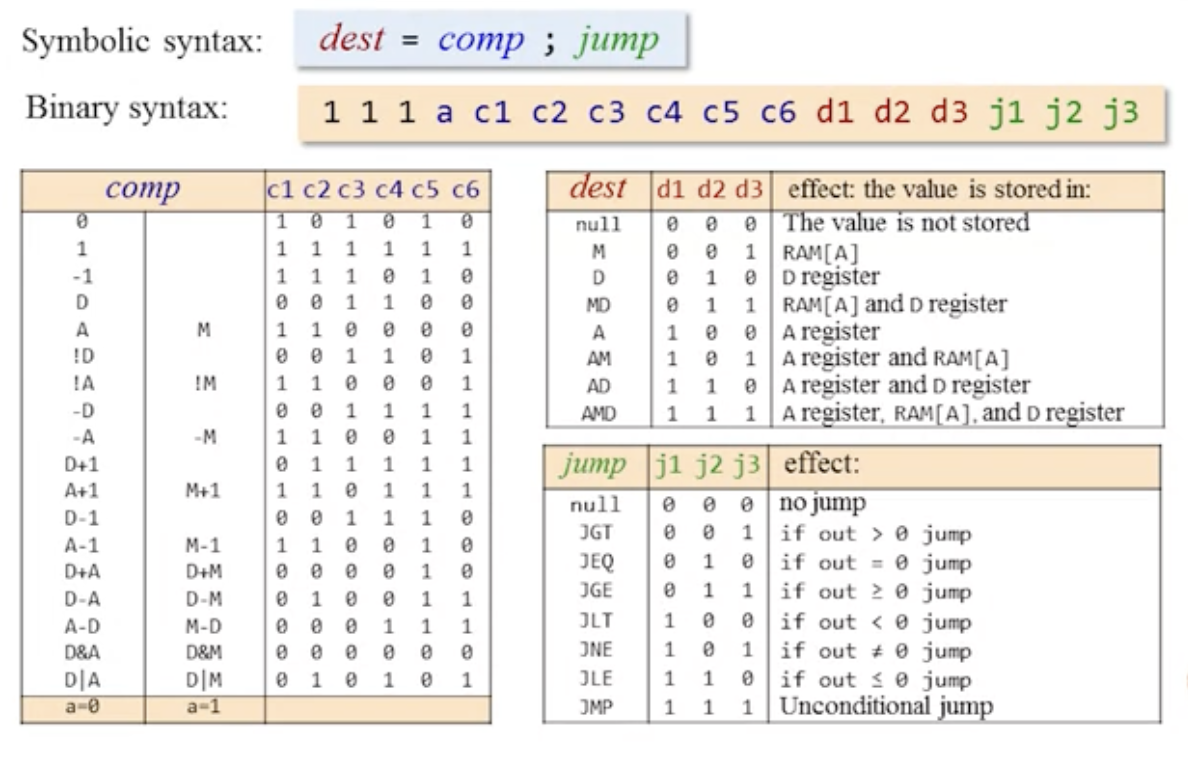 Symbolic syntax: dest = comp ; jump
Binary syntax: 1 1 1 a c1 c2 c3 c4 c5 c6 d1 d2 d3 j1 j2 j3
comp c1 c2 c3 c4 c5 c6
0 1 0 1 0 1 0
1 1 1 1 1 1 1
-1 1 1 1 0 1 0
D 0 0 1 1 0 0
A M 1 1 0 0 0 0
!D 0 0 1 1 0 1
!A !M 1 1 0 0 0 1
-D 0 0 1 1 1 1
-A -M 1 1 0 0 1 1
D+1 0 1 1 1 1 1
A+1 M+1 1 1 0 1 1 1
D-1 0 0 1 1 1 0
A-1 M-1 1 1 0 0 1 0
D+A D+M 0 0 0 0 1 0
D-A D-M 0 1 0 0 1 1
A-D M-D 0 0 0 1 1 1
D&A D&M 0 0 0 0 0 0
D|A D|M 0 1 0 1 0 1
a=0 a=1
dest d1 d2 d3 effect: the value is stored in:
null 0 0 0 The value is not stored
M 0 0 1 RAM[A]
D 0 1 0 D register
MD 0 1 1 RAM[A] and D register
A 1 0 0 A register
AM 1 0 1 A register and RAM[A]
AD 1 1 0 A register and D register
AMD 1 1 1 A register, RAM[A], and D register
jump j1 j2 j3 effect:
null 0 0 0 no jump
JGT 0 0 1 if out > 0 jump
JEQ 0 1 0 if out = 0 jump
JGE 0 1 1 if out ≥ 0 jump
JLT 1 0 0 if out < 0 jump
JNE 1 0 1 if out ≠ 0 jump
JLE 1 1 0 if out ≤ 0 jump
JMP 1 1 1 Unconditional jump